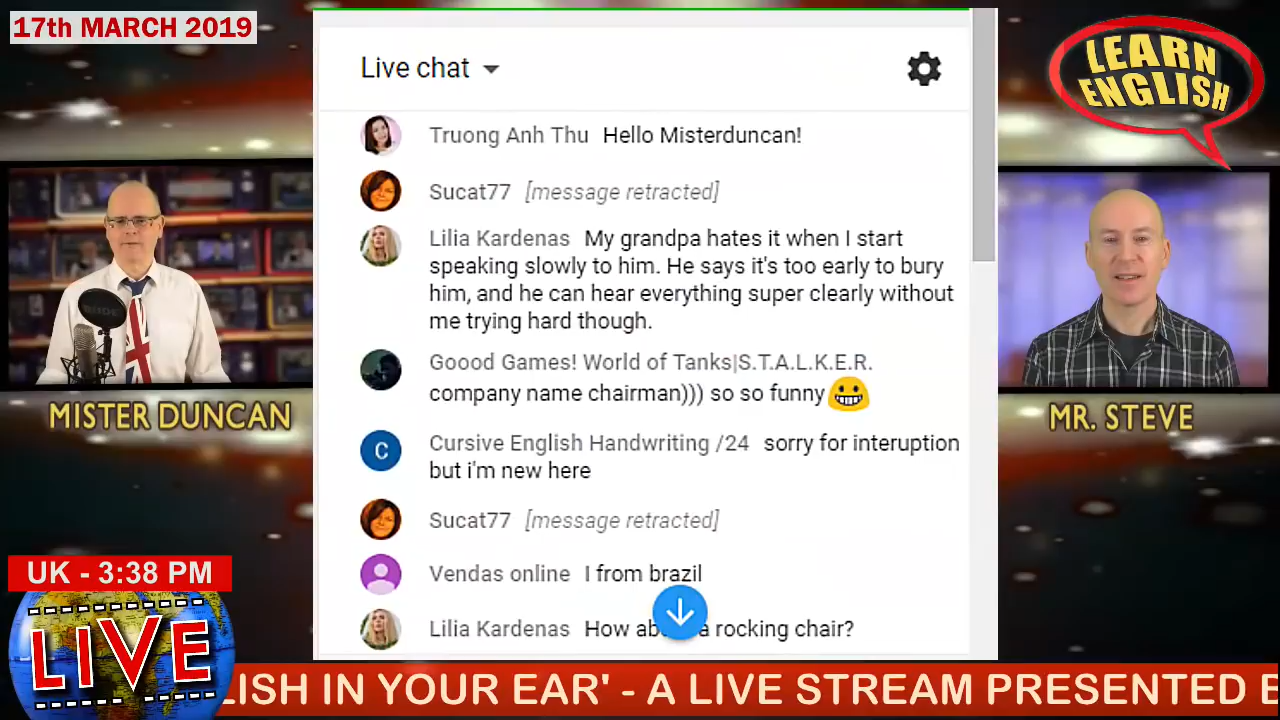 17th MARCH 2019
LEARN
ENGLISH
Live chat
Truong Anh Thu Hello Misterduncan!
Sucat77 [message retracted]
Lilia Kardenas My grandpa hates it when I start
speaking slowly to him. He says it's too early to bury
him, and he can hear everything super clearly without
me trying hard though.
Goood Games! World of Tanks|S.T.A.L.K.E.R.
company name chairman))) so so funny😁
C Cursive English Handwriting /24 sorry for interuption
but i'm new here
Sucat77 [message retracted]
Vendas online I from brazil
Lilia Kardenas How a rocking chair?
MISTER DUNCAN
MR. STEVE
UK - 3:38 PM
LIVE
LISH IN YOUR EAR' - A LIVE STREAM PRESENTED